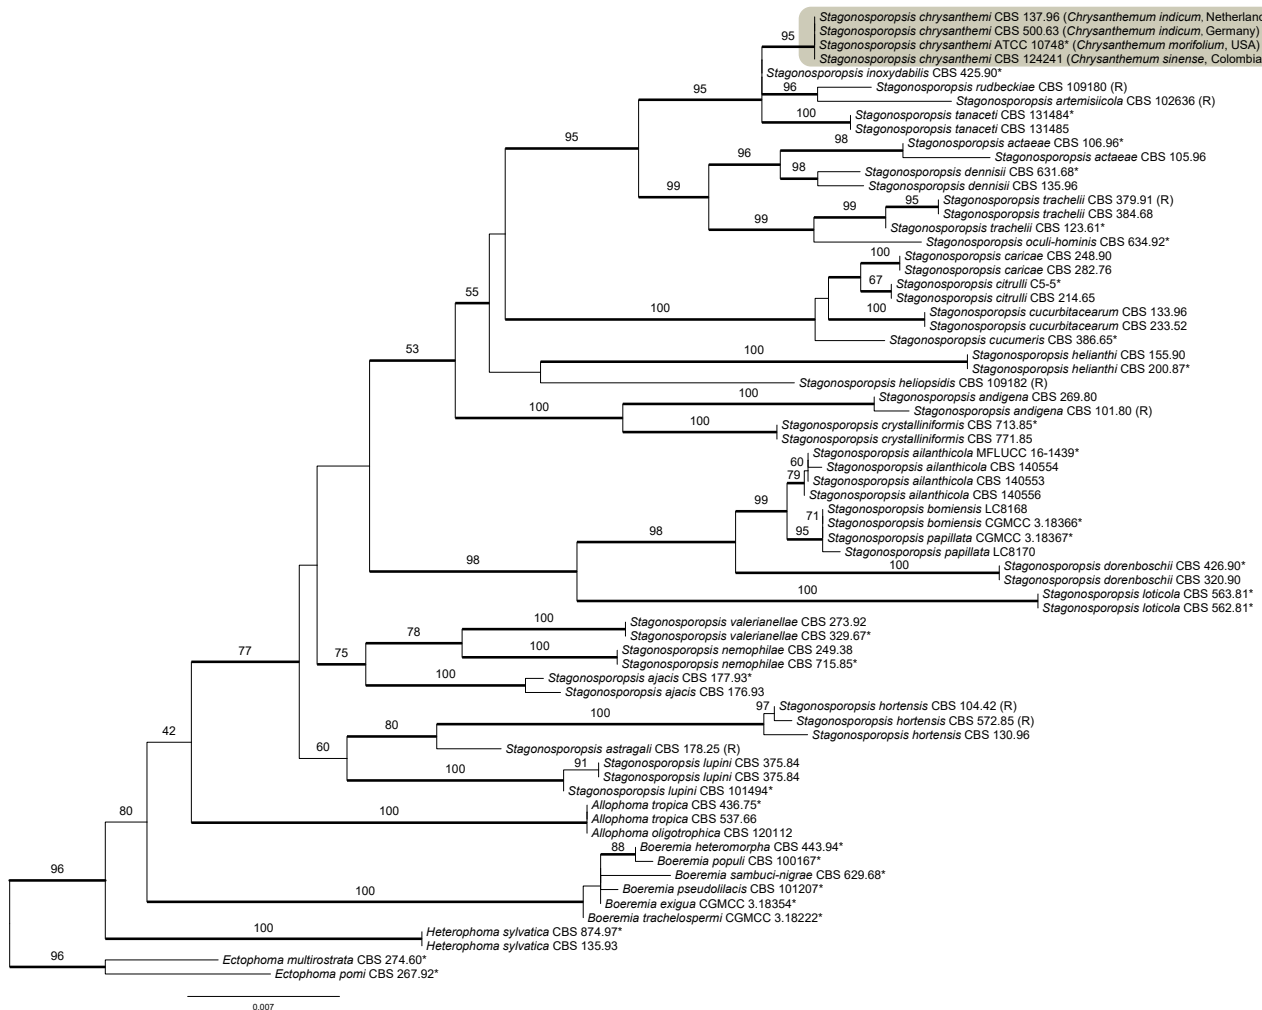 Stagonosporopsis chrysanthemi CBS 137.96 (Chrysanthemum indicum, Netherland
Stagonosporopsis chrysanthemi CBS 500.63 (Chrysanthemum indicum, Germany)
95
Stagonosporopsis chrysanthemi ATCC 10748* (Chrysanthemum morifolium, USA)
Stagonosporopsis chrysanthemi CBS 124241 (Chrysanthemum sinense, Colombia
Stagonosporopsis inoxydabilis CBS 425.90*
95
96
Stagonosporopsis rudbeckiae CBS 109180 (R)
Stagonosporopsis artemisiicola CBS 102636 (R)
100
Stagonosporopsis tanaceti CBS 131484*
Stagonosporopsis tanaceti CBS 131485
95
98
Stagonosporopsis actaeae CBS 106.96*
96
Stagonosporopsis actaeae CBS 105.96
98
Stagonosporopsis dennisii CBS 631.68*
99
Stagonosporopsis dennisii CBS 135.96
95
Stagonosporopsis trachelii CBS 379.91 (R)
99
Stagonosporopsis trachelii CBS 384.68
99
Stagonosporopsis trachelii CBS 123.61*
Stagonosporopsis oculi-hominis CBS 634.92*
100
Stagonosporopsis caricae CBS 248.90
Stagonosporopsis caricae CBS 282.76
67
Stagonosporopsis citrulli C5-5*
55
Stagonosporopsis citrulli CBS 214.65
100
100
Stagonosporopsis cucurbitacearum CBS 133.96
Stagonosporopsis cucurbitacearum CBS 233.52
Stagonosporopsis cucumeris CBS 386.65*
53
100
Stagonosporopsis helianthi CBS 155.90
Stagonosporopsis helianthi CBS 200.87*
Stagonosporopsis heliopsidis CBS 109182 (R)
100
Stagonosporopsis andigena CBS 269.80
100
Stagonosporopsis andigena CBS 101.80 (R)
100
Stagonosporopsis crystalliniformis CBS 713.85*
Stagonosporopsis crystalliniformis CBS 771.85
Stagonosporopsis ailanthicola MFLUCC 16-1439*
60
Stagonosporopsis ailanthicola CBS 140554
79
Stagonosporopsis ailanthicola CBS 140553
99
Stagonosporopsis ailanthicola CBS 140556
Stagonosporopsis bomiensis LC8168
71
Stagonosporopsis bomiensis CGMCC 3.18366*
98
95
Stagonosporopsis papillata CGMCC 3.18367*
Stagonosporopsis papillata LC8170
98
100
Stagonosporopsis dorenboschii CBS 426.90*
Stagonosporopsis dorenboschii CBS 320.90
100
Stagonosporopsis loticola CBS 563.81*
Stagonosporopsis loticola CBS 562.81*
100
Stagonosporopsis valerianellae CBS 273.92
78
Stagonosporopsis valerianellae CBS 329.67*
77
75
100
Stagonosporopsis nemophilae CBS 249.38
Stagonosporopsis nemophilae CBS 715.85*
100
Stagonosporopsis ajacis CBS 177.93*
Stagonosporopsis ajacis CBS 176.93
97
Stagonosporopsis hortensis CBS 104.42 (R)
100
Stagonosporopsis hortensis CBS 572.85 (R)
42
80
Stagonosporopsis hortensis CBS 130.96
60
Stagonosporopsis astragali CBS 178.25 (R)
91
Stagonosporopsis lupini CBS 375.84
100
Stagonosporopsis lupini CBS 375.84
Stagonosporopsis lupini CBS 101494*
80
100
Allophoma tropica CBS 436.75*
Allophoma tropica CBS 537.66
Allophoma oligotrophica CBS 120112
88
Boeremia heteromorpha CBS 443.94*
Boeremia populi CBS 100167*
96
Boeremia sambuci-nigrae CBS 629.68*
100
Boeremia pseudolilacis CBS 101207*
Boeremia exigua CGMCC 3.18354*
Boeremia trachelospermi CGMCC 3.18222*
100
Heterophoma sylvatica CBS 874.97*
Heterophoma sylvatica CBS 135.93
96
Ectophoma multirostrata CBS 274.60*
Ectophoma pomi CBS 267.92*
0.007